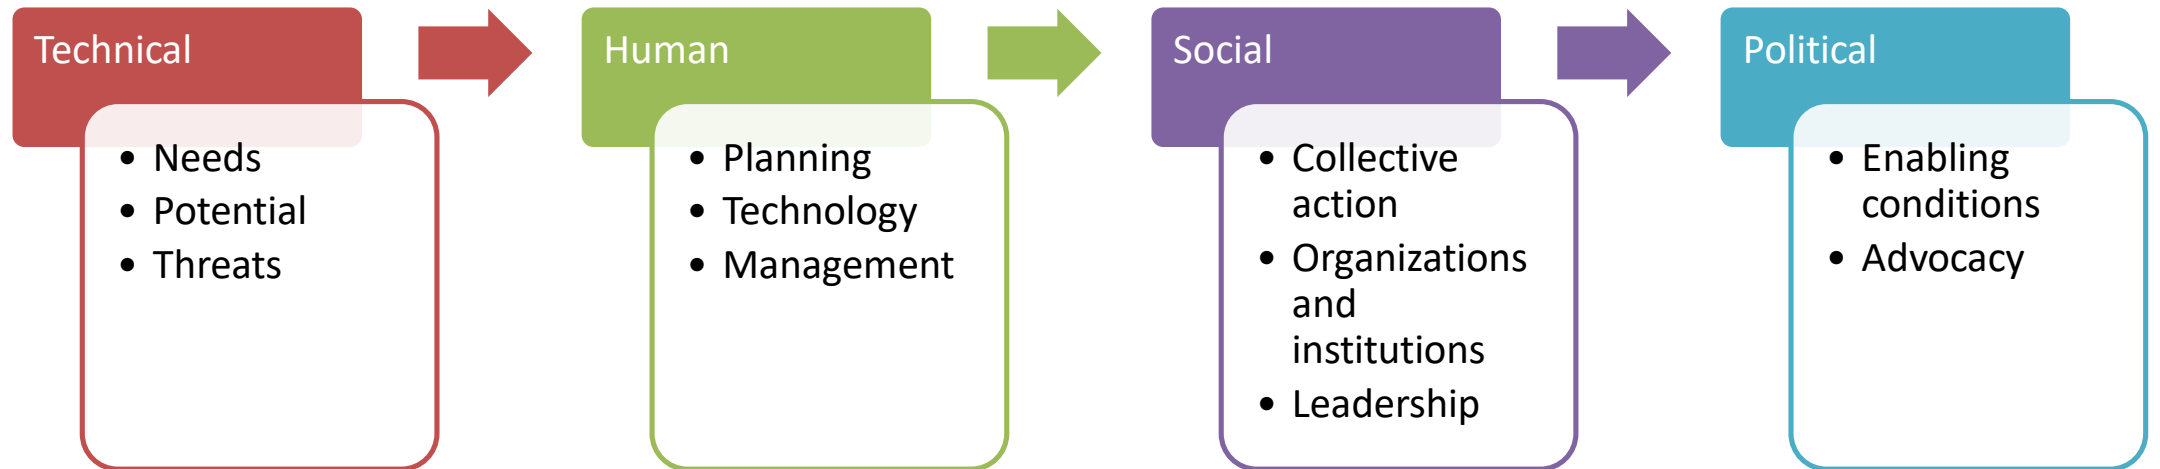 Technical
• Needs
• Potential
• Threats
Human
• Planning
• Technology
• Management
Social
• Collective
action
• Organizations
and
institutions
• Leadership
Political
• Enabling
conditions
• Advocacy